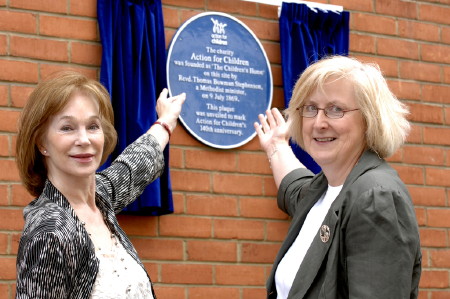 action for
children
The charity
Action for Children
was founded as 'The Children's Home'
on this site by
Revd. Thomas Bowman Stephenson,
a Methodist minister,
on 9 July 1869.
This plaque
was unveiled to mark
Action for Children's
140th anniversary.